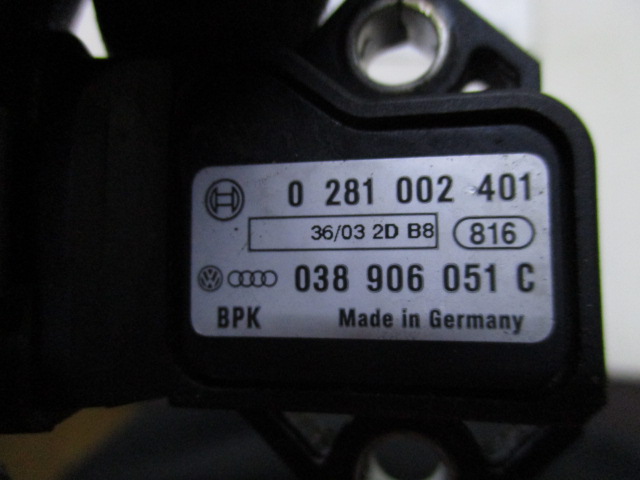 0 281 002 401
36/03 2D B8 816
038 906 051 C
BPK Made in Germany